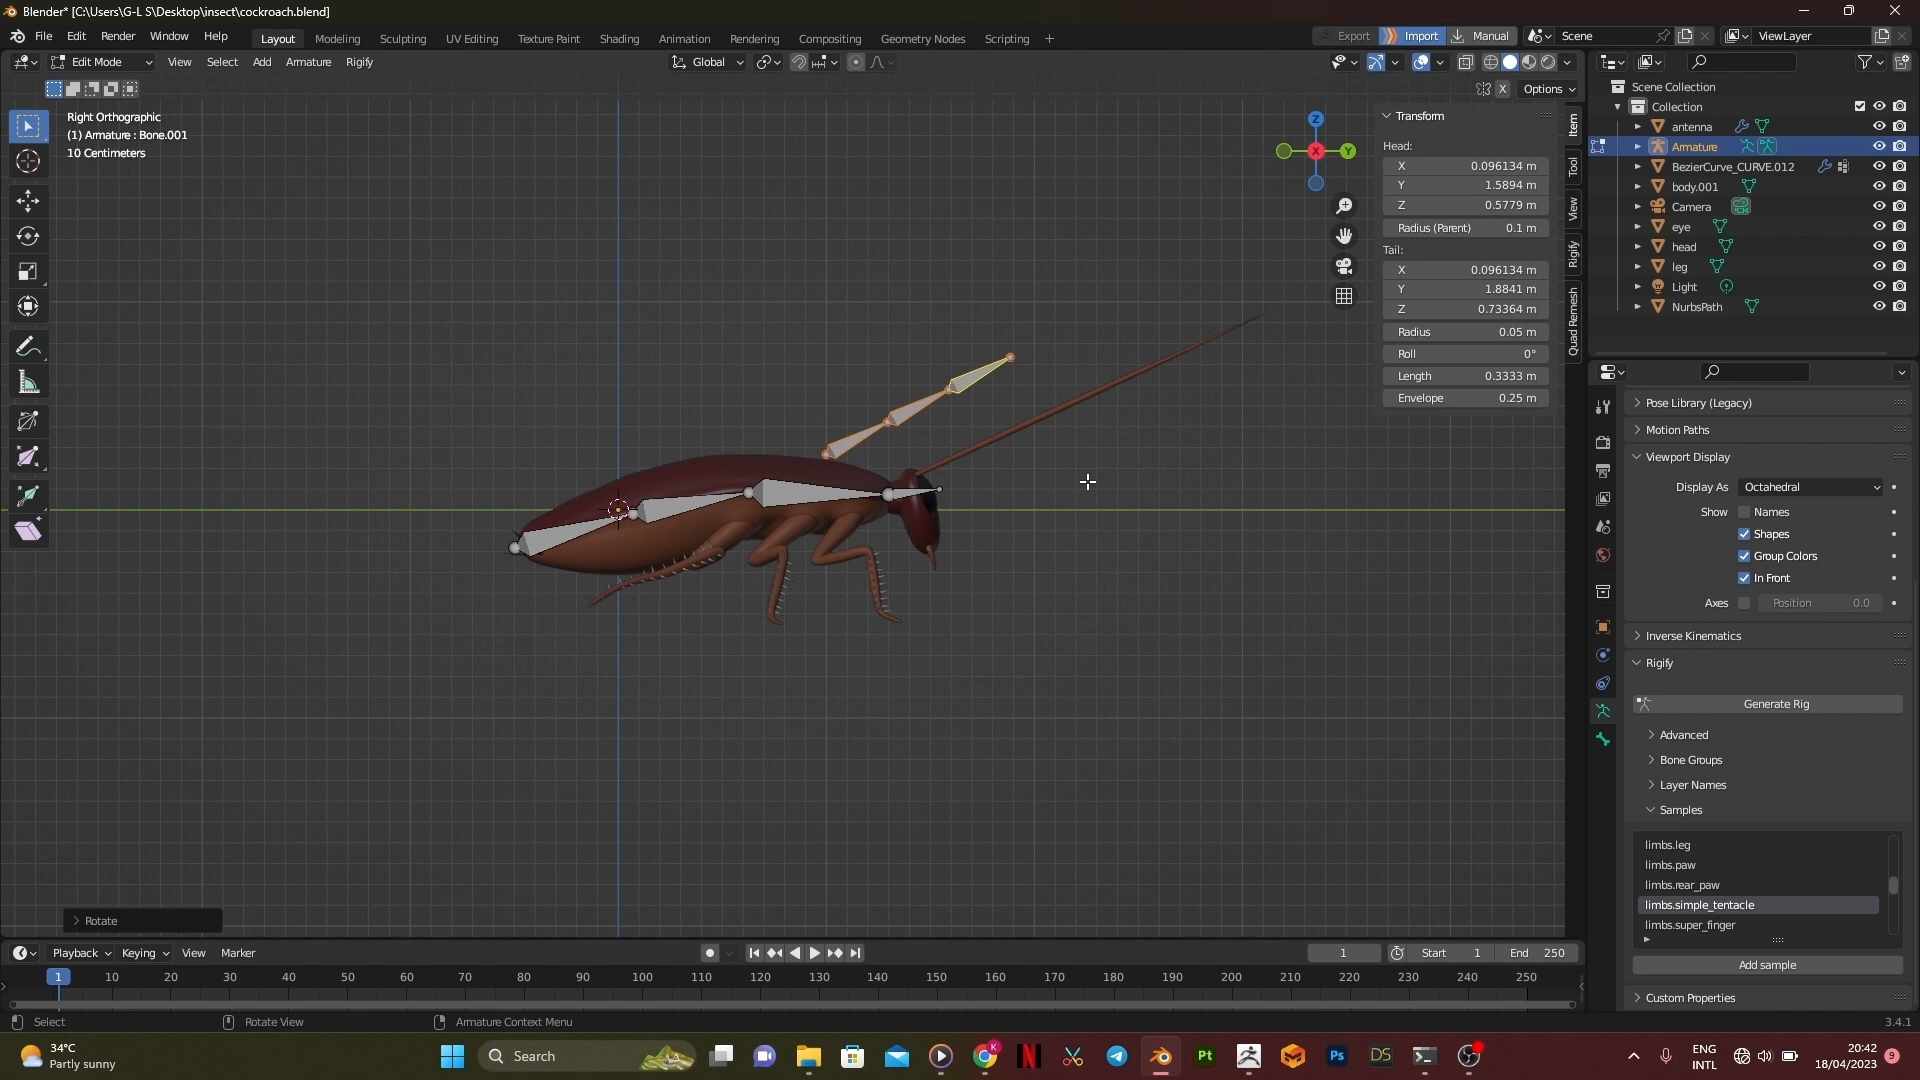 Blender* [C:\Users\G-L S\Desktop\insect\cockroach.blend]
File Edit Render Window Help Layout Modeling Sculpting UV Editing Texture Paint Shading Animation Rendering Compositing Geometry Nodes Scripting + Export Import Manual Scene ViewLayer
Edit Mode View Select Add Armature Rigify Global
X Options
Right Orthographic
(1) Armature : Bone.001
10 Centimeters
Z
X
Y
Transform
Head:
X 0.096134 m
Y 1.5894 m
Z 0.5779 m
Radius (Parent) 0.1 m
Tail:
X 0.096134 m
Y 1.8841 m
Z 0.73364 m
Radius 0.05 m
Roll 0°
Length 0.3333 m
Envelope 0.25 m
Item
Tool
View
Rigify
Quad Remesh
Scene Collection
Collection
antenna
Armature
BezierCurve_CURVE.012
body.001
Camera
eye
head
leg
Light
NurbsPath
Pose Library (Legacy)
Motion Paths
Viewport Display
Display As Octahedral
Show Names
Shapes
Group Colors
In Front
Axes Position 0.0
Inverse Kinematics
Rigify
Generate Rig
Advanced
Bone Groups
Layer Names
Samples
limbs.leg
limbs.paw
limbs.rear_paw
limbs.simple_tentacle
limbs.super_finger
Add sample
Custom Properties
Rotate
Playback Keying View Marker 1 Start 1 End 250
1 10 20 30 40 50 60 70 80 90 100 110 120 130 140 150 160 170 180 190 200 210 220 230 240 250
Select Rotate View Armature Context Menu 3.4.1
34°C
Partly sunny
Search
K
N
Pt
Ps
DS
ENG
INTL
20:42
18/04/2023
9